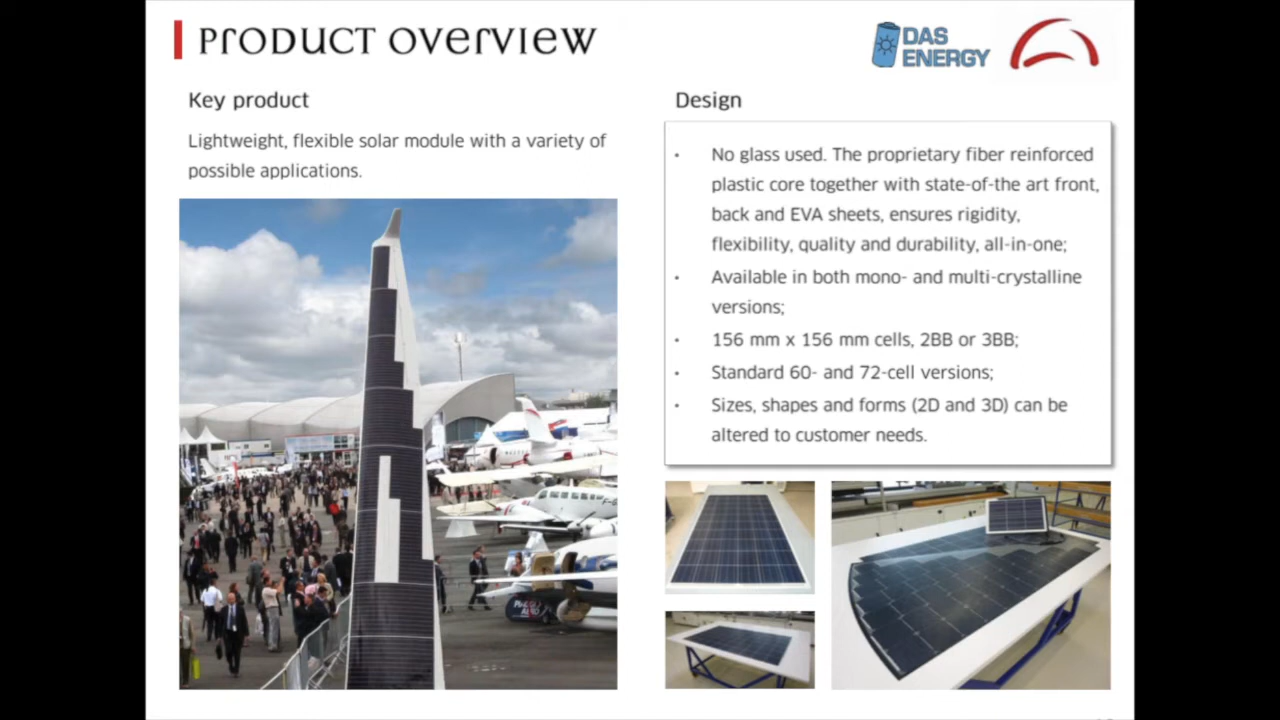 PRODUCT OVERVIEW
DAS
ENERGY
Key product
Lightweight, flexible solar module with a variety of
possible applications.
Design
• No glass used. The proprietary fiber reinforced
plastic core together with state-of-the art front,
back and EVA sheets, ensures rigidity,
flexibility, quality and durability, all-in-one;
• Available in both mono- and multi-crystalline
versions;
• 156 mm x 156 mm cells, 2BB or 3BB;
• Standard 60- and 72-cell versions;
• Sizes, shapes and forms (2D and 3D) can be
altered to customer needs.